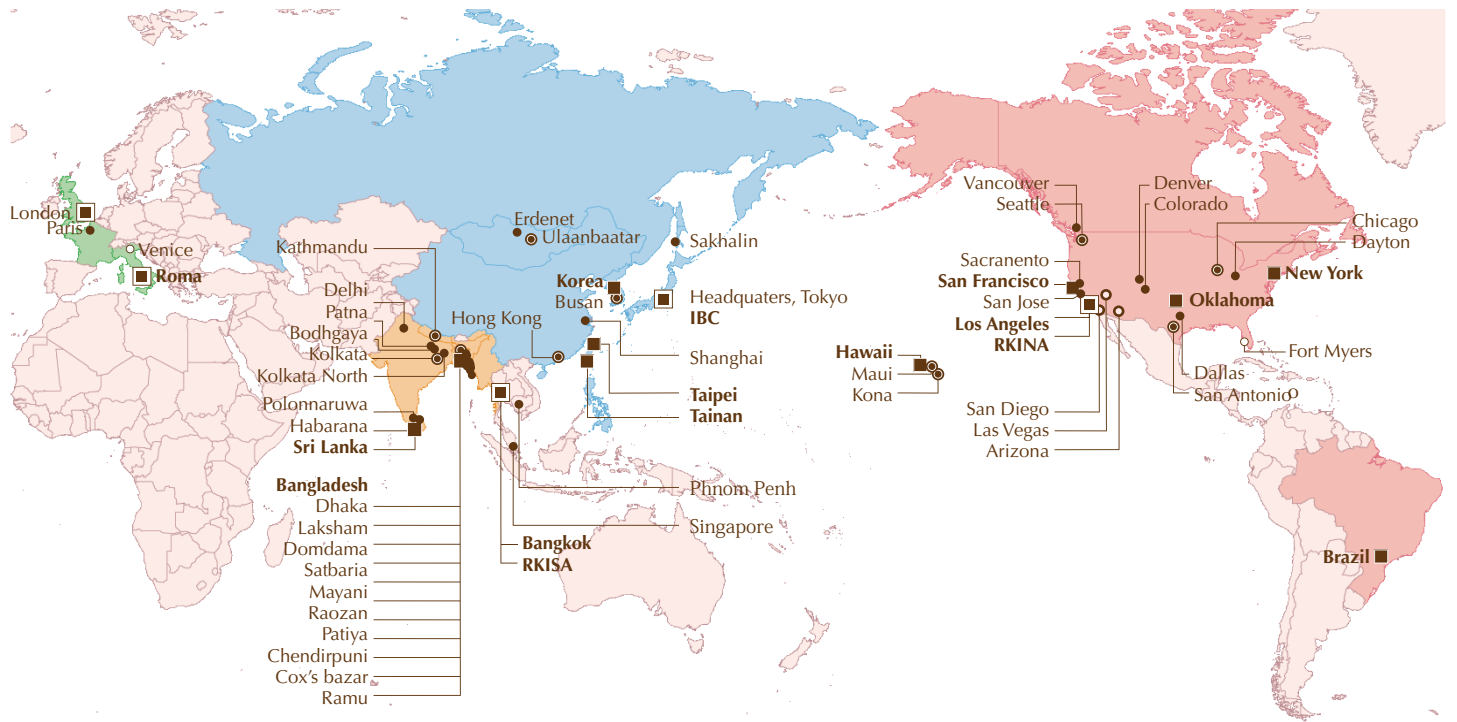 London
Paris
Venice
Roma
Kathmandu
Delhi
Patna
Bodhgaya
Kolkata
Kolkata North
Polonnaruwa
Habarana
Sri Lanka
Bangladesh
Dhaka
Laksham
Domdama
Satbaria
Mayani
Raozan
Patiya
Chendirpuni
Cox's bazar
Ramu
Erdenet
Ulaanbaatar
Sakhalin
Korea
Busan
Hong Kong
Headquaters, Tokyo
IBC
Shanghai
Taipei
Tainan
Phnom Penh
Singapore
Bangkok
RKISA
Hawaii
Maui
Kona
Vancouver
Seattle
Sacranento
San Francisco
San Jose
Los Angeles
RKINA
San Diego
Las Vegas
Arizona
Denver
Colorado
Chicago
Dayton
New York
Oklahoma
Fort Myers
Dallas
San Antonio
Brazil